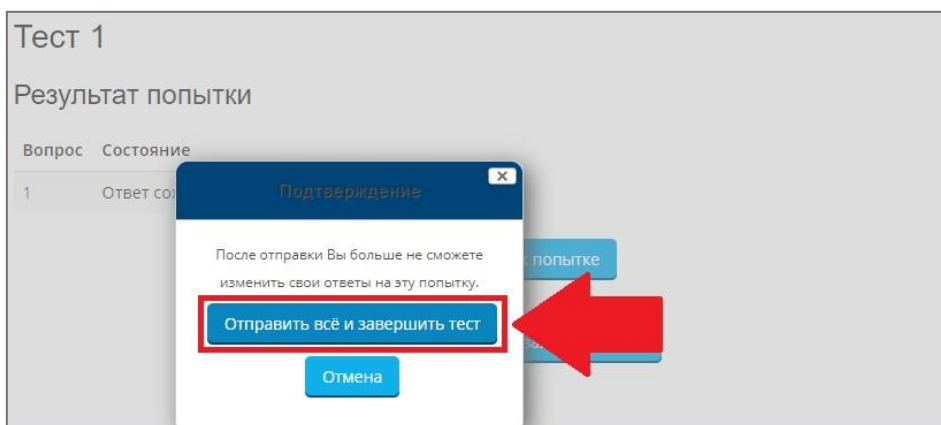 Тест 1
Результат попытки
Вопрос Состояние
1 Ответ
Подтверждение
После отправки Вы больше не сможете
изменить свои ответы на эту попытку.
попытке
Отправить всё и завершить тест
Отмена